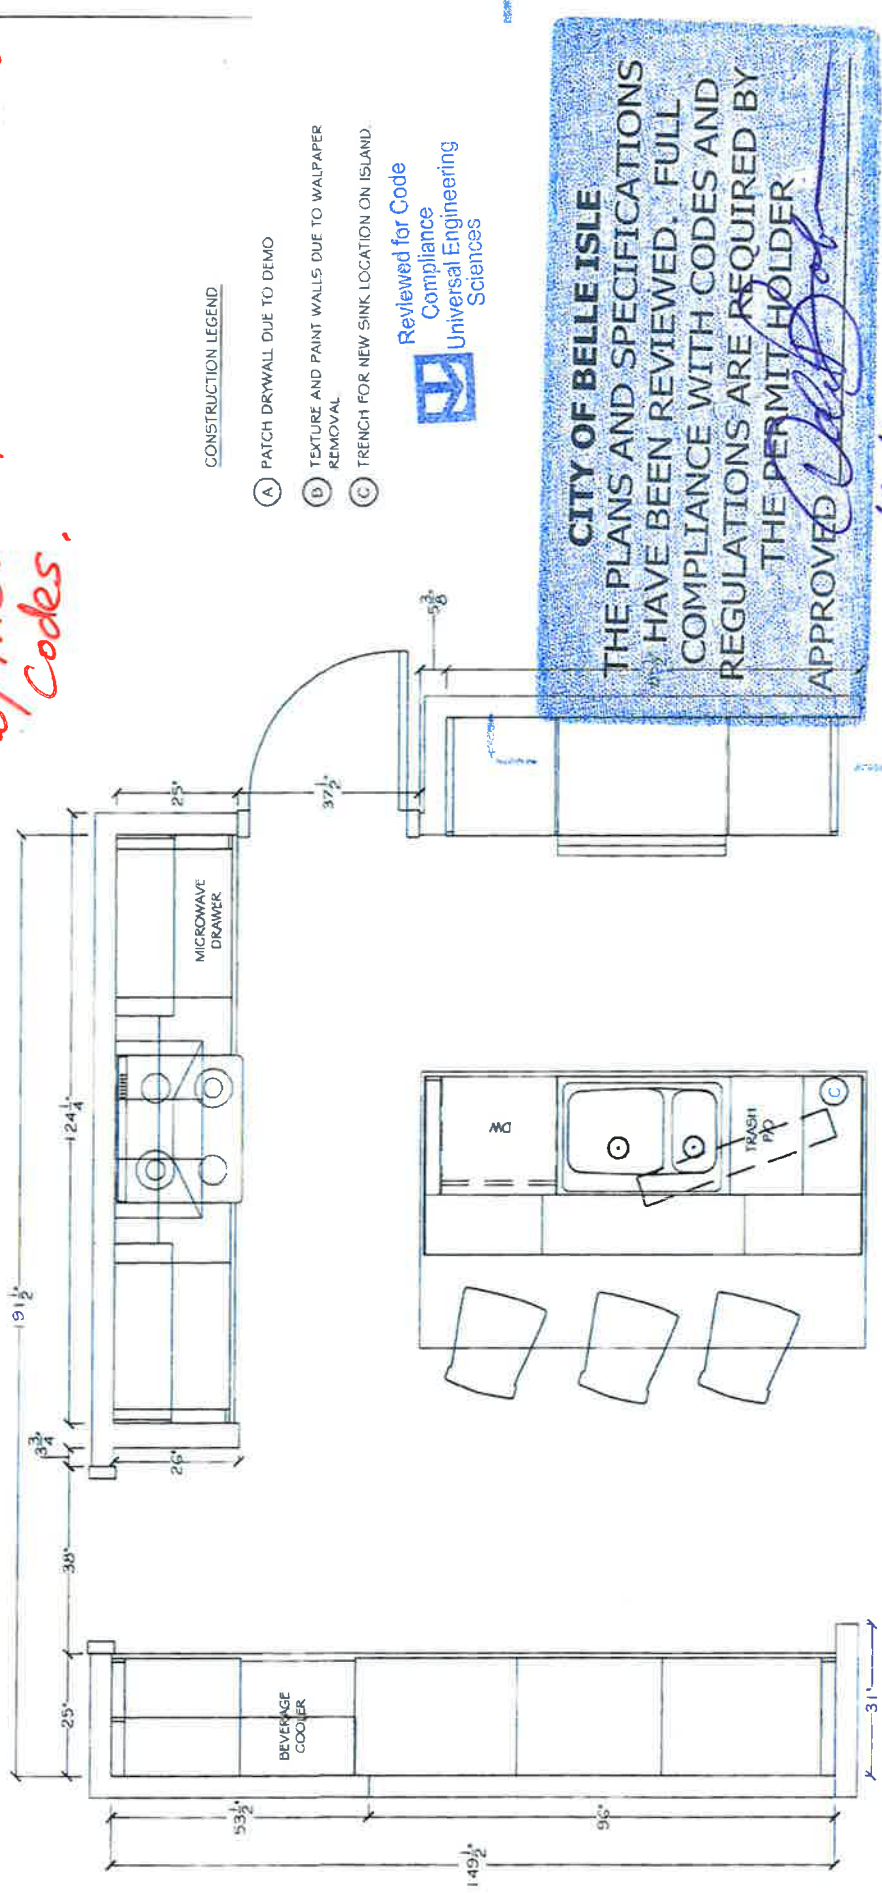 Codes.
CONSTRUCTION LEGEND
A PATCH DRYWALL DUE TO DEMO
B TEXTURE AND PAINT WALLS DUE TO WALPAPER
REMOVAL
C TRENCH FOR NEW SINK LOCATION ON ISLAND.
Reviewed for Code
Compliance
Universal Engineering
Sciences
CITY OF BELLE ISLE
THE PLANS AND SPECIFICATIONS
HAVE BEEN REVIEWED. FULL
COMPLIANCE WITH CODES AND
REGULATIONS ARE REQUIRED BY
THE PERMIT HOLDER
APPROVED
191 1/2"
124 1/4"
3 3/4"
38"
25"
25"
37 1/2"
5 3/8"
26"
MICROWAVE
DRAWER
DW
TRASH
P/O
C
BEVERAGE
COOLER
53 1/2"
96"
149 1/2"
31"